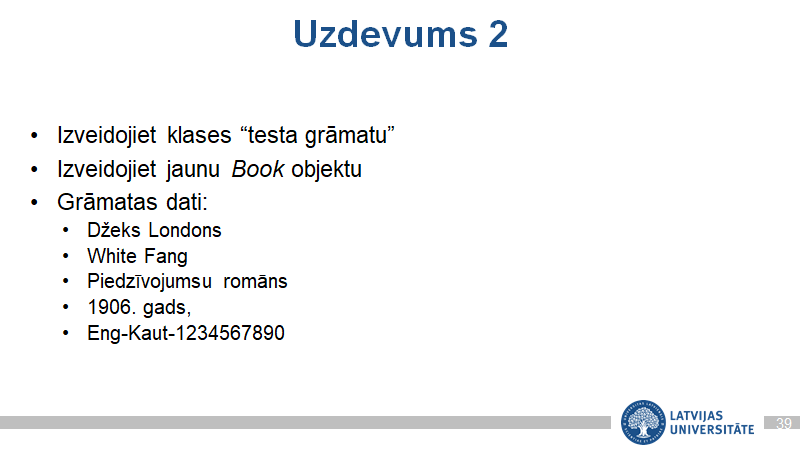 Uzdevums 2
• Izveidojiet klases “testa grāmatu”
• Izveidojiet jaunu Book objektu
• Grāmatas dati:
• Džeks Londons
• White Fang
• Piedzīvojumsu romāns
• 1906. gads,
• Eng-Kaut-1234567890
LATVIJAS
UNIVERSITĀTE
39